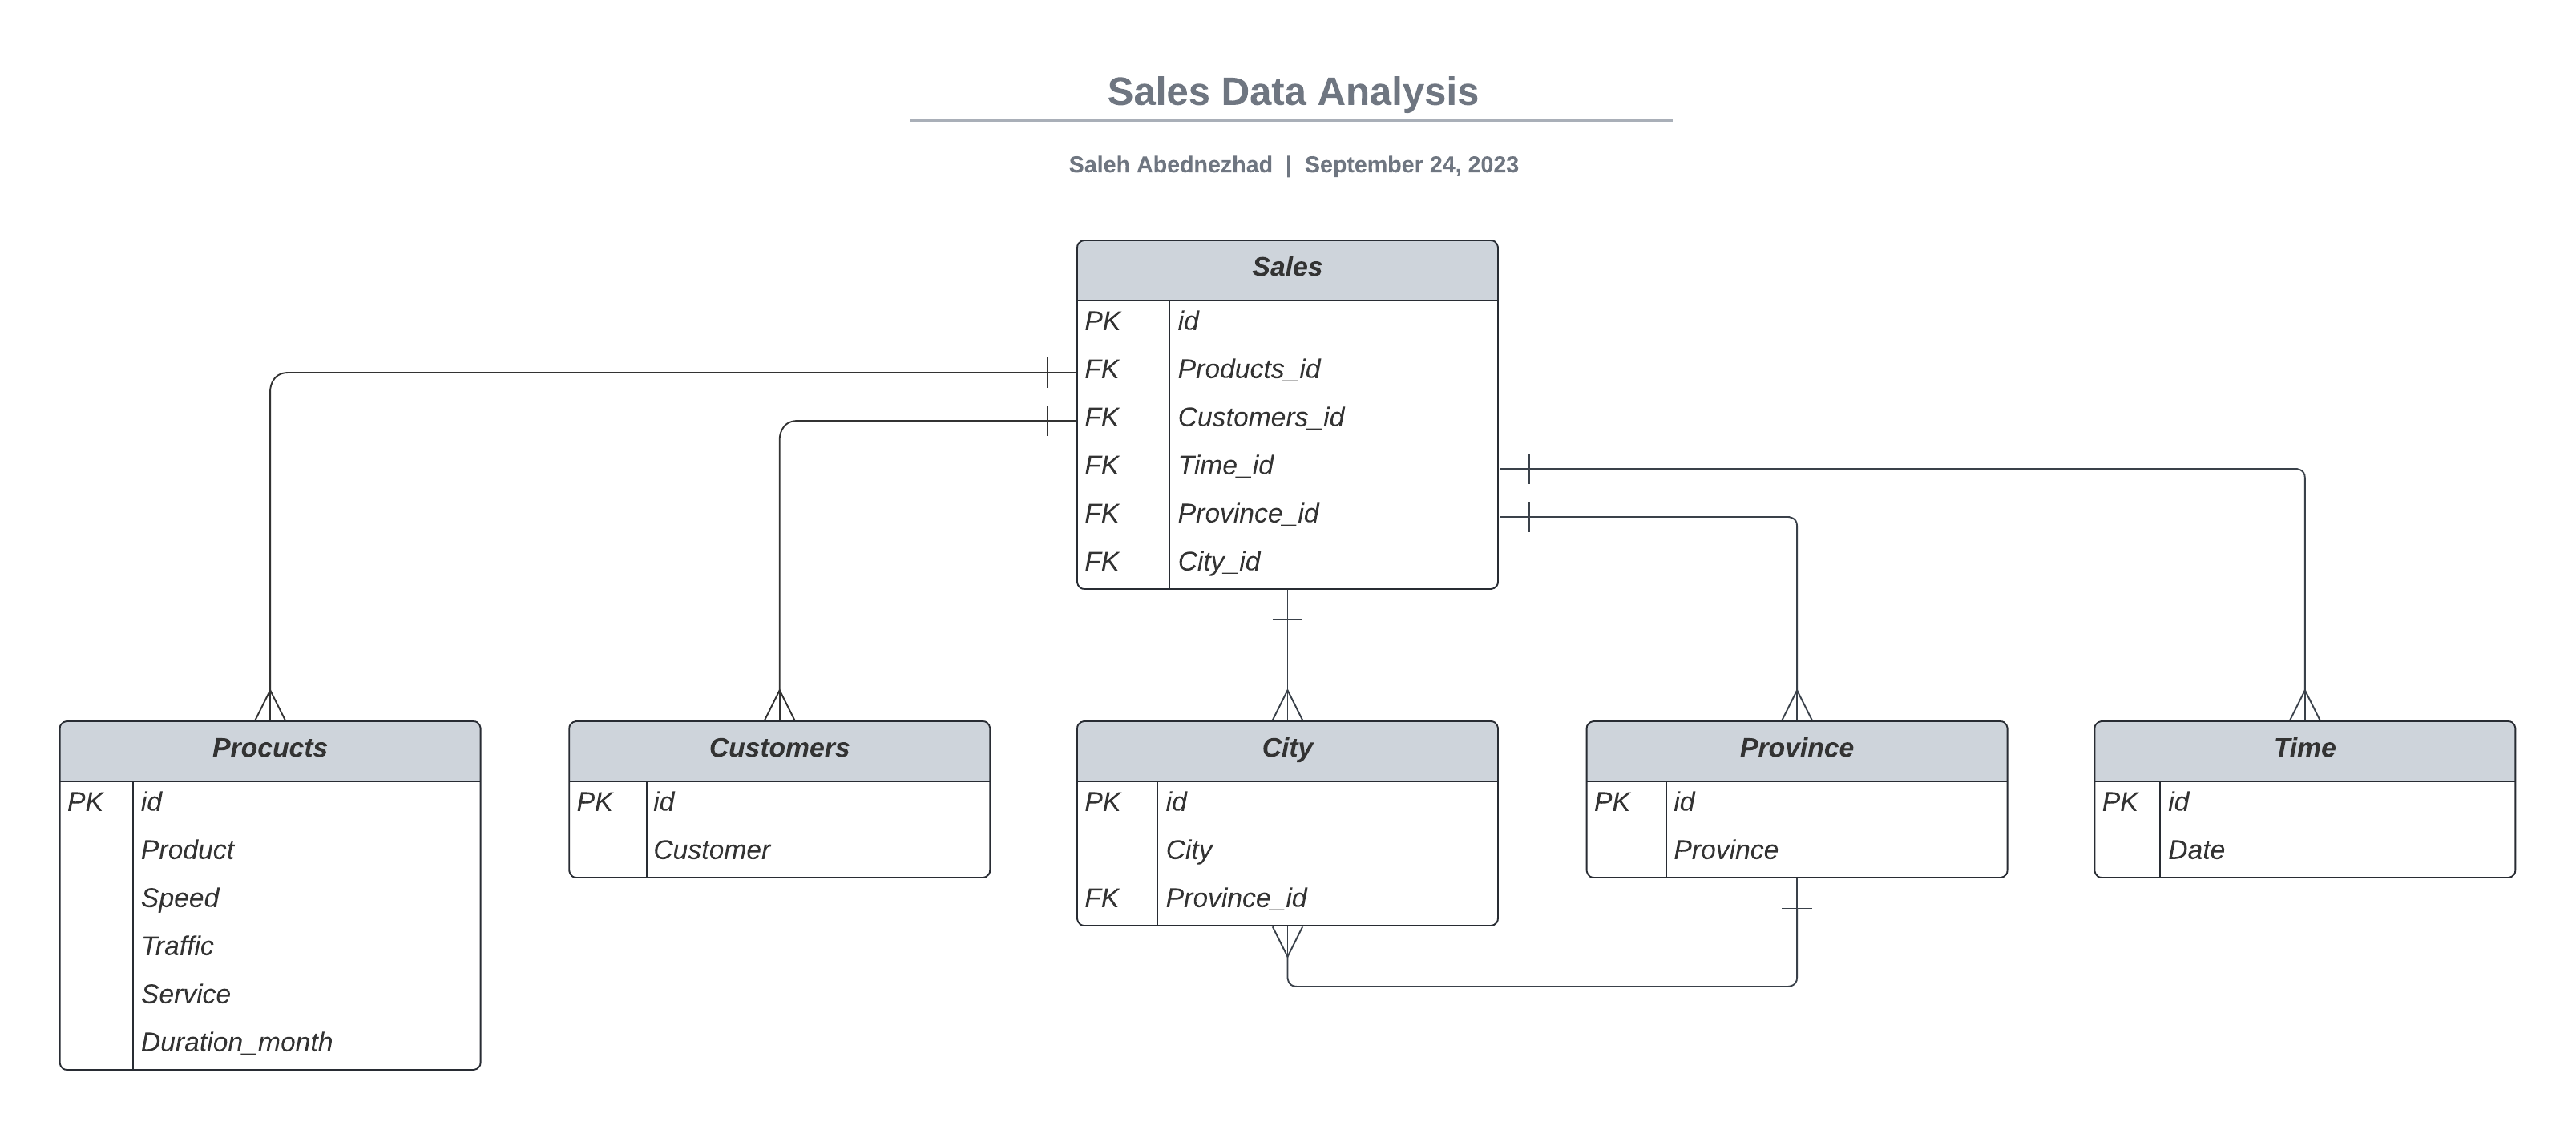 Sales Data Analysis
Saleh Abednezhad | September 24, 2023
Sales
PK id
FK Products_id
FK Customers_id
FK Time_id
FK Province_id
FK City_id
Procucts
PK id
Product
Speed
Traffic
Service
Duration_month
Customers
PK id
Customer
City
PK id
City
FK Province_id
Province
PK id
Province
Time
PK id
Date